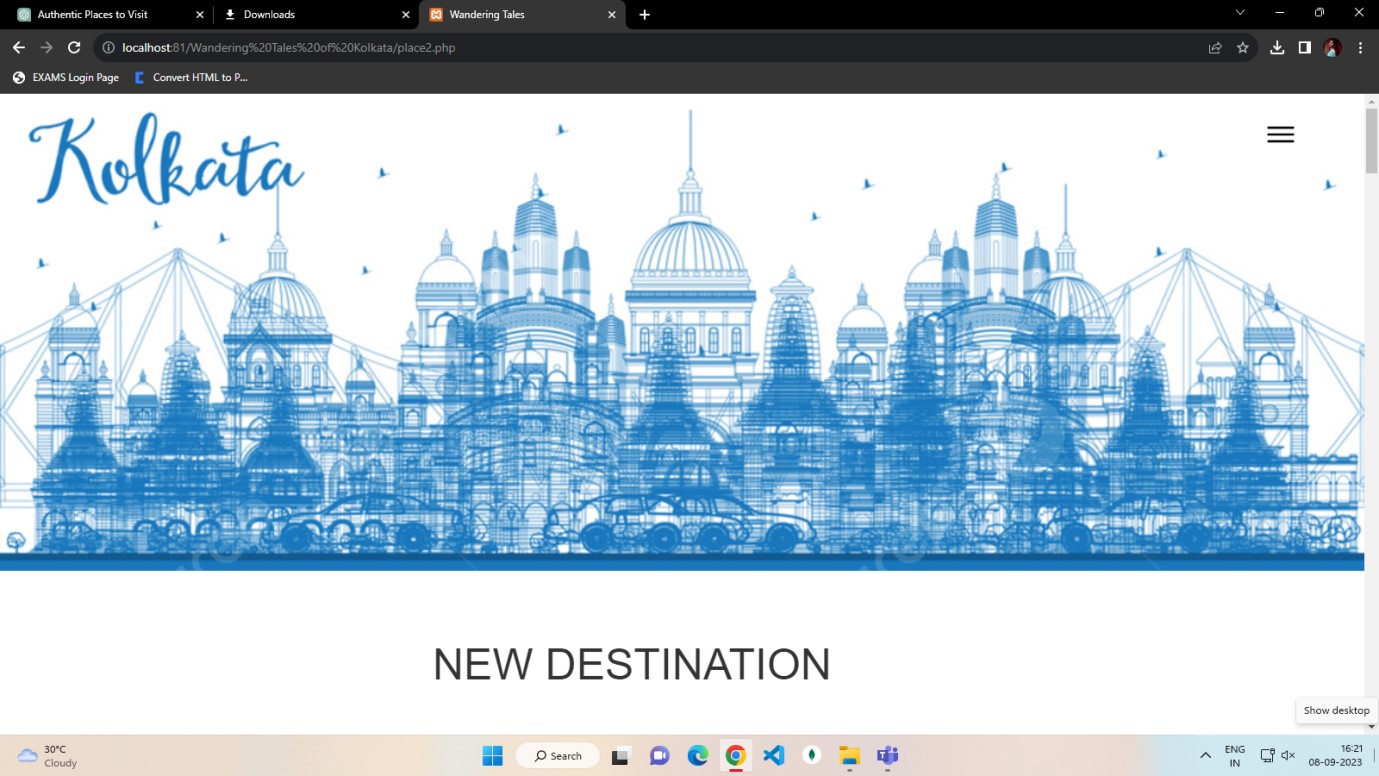 Authentic Places to Visit
Downloads
Wandering Tales
localhost:81/Wandering%20Tales%20of%20Kolkata/place2.php
EXAMS Login Page
Convert HTML to P...
Kolkata
NEW DESTINATION
Show desktop
30°C
Cloudy
Search
ENG
IN
16:21
08-09-2023